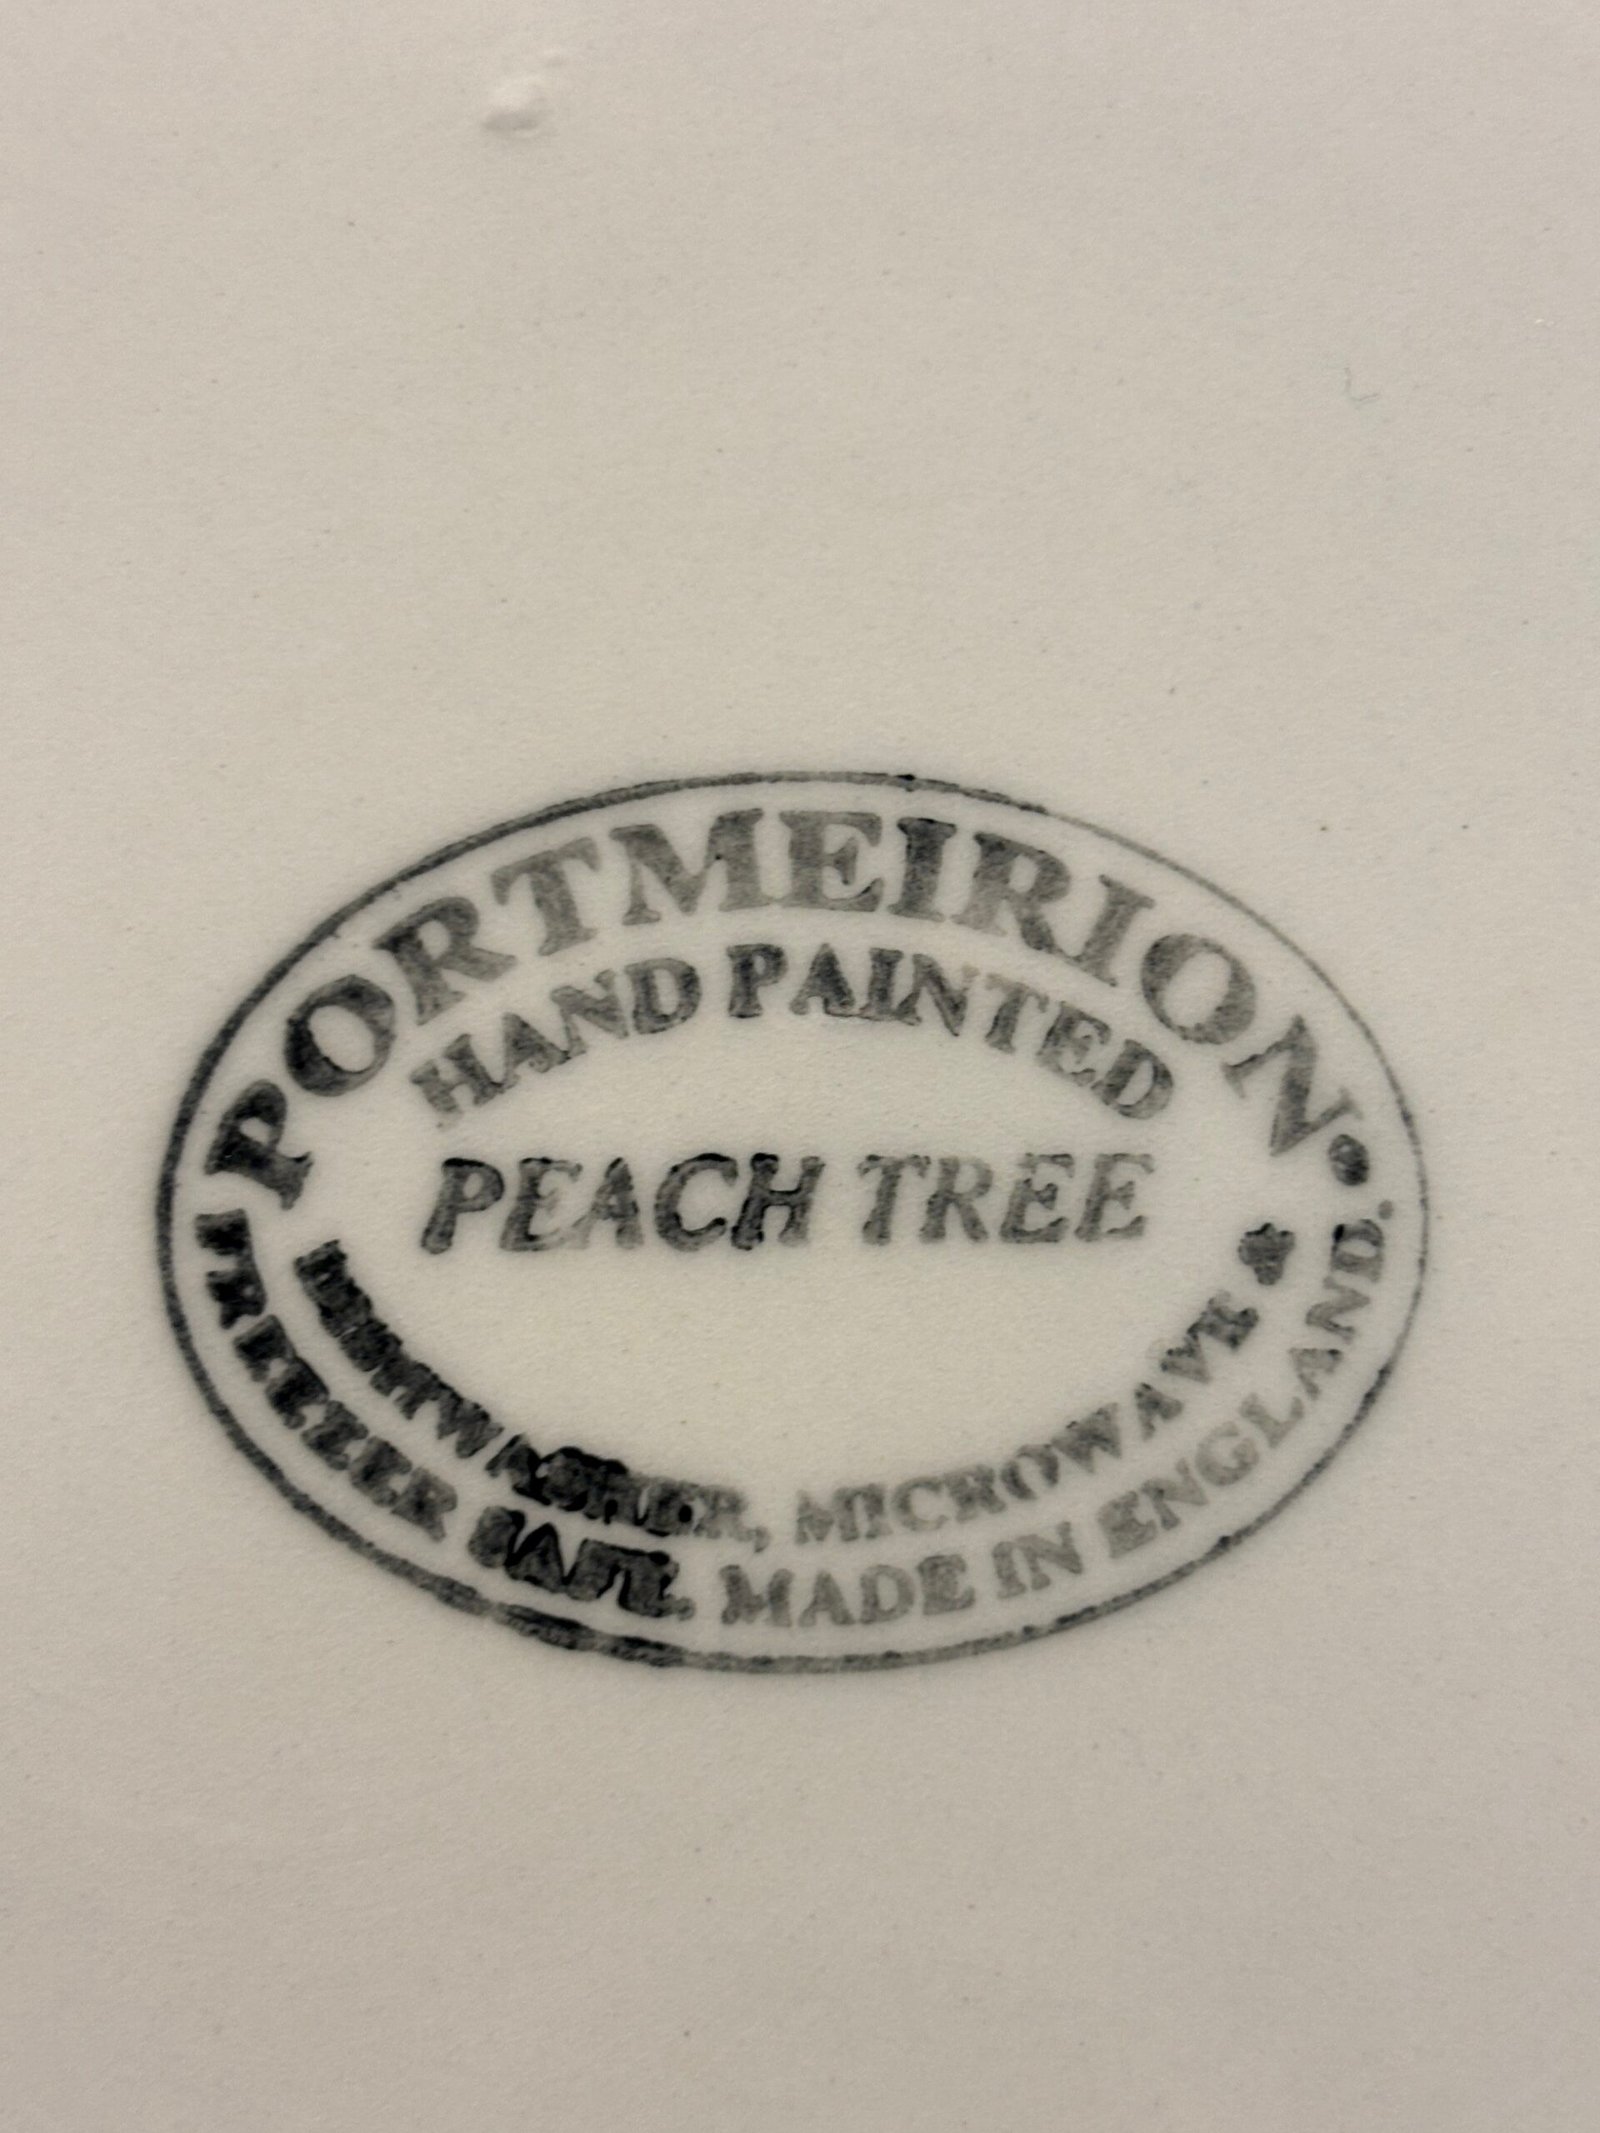 PORTMEIRION
HAND PAINTED
PEACH TREE
DISHWASHER, MICROWAVE
FREEZER SAFE. MADE IN ENGLAND.